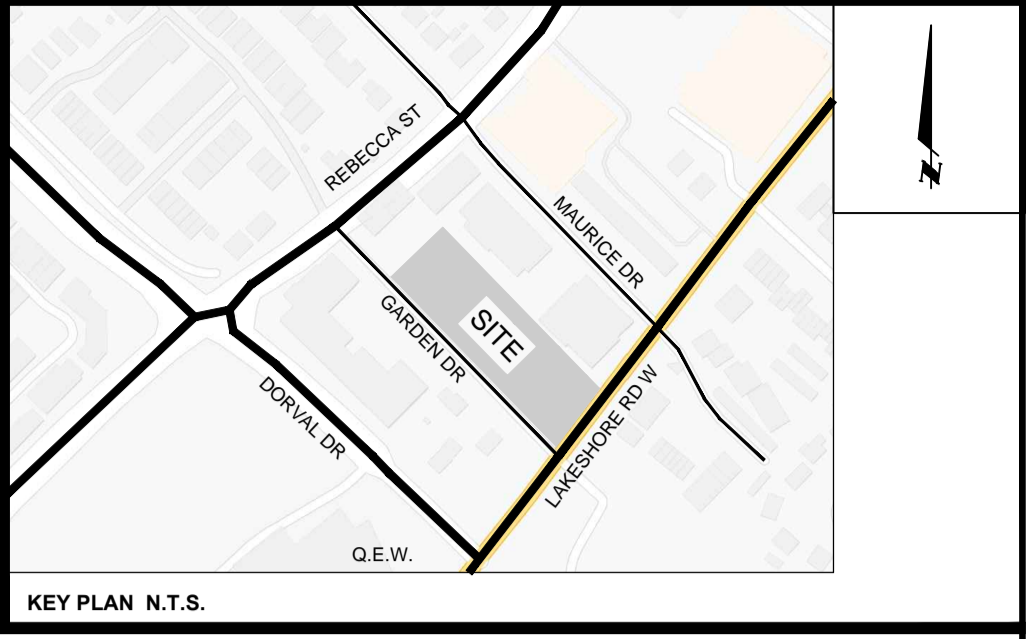 REBECCA ST
N
MAURICE DR
GARDEN DR
SITE
DORVAL DR
LAKESHORE RD W
Q.E.W.
KEY PLAN N.T.S.